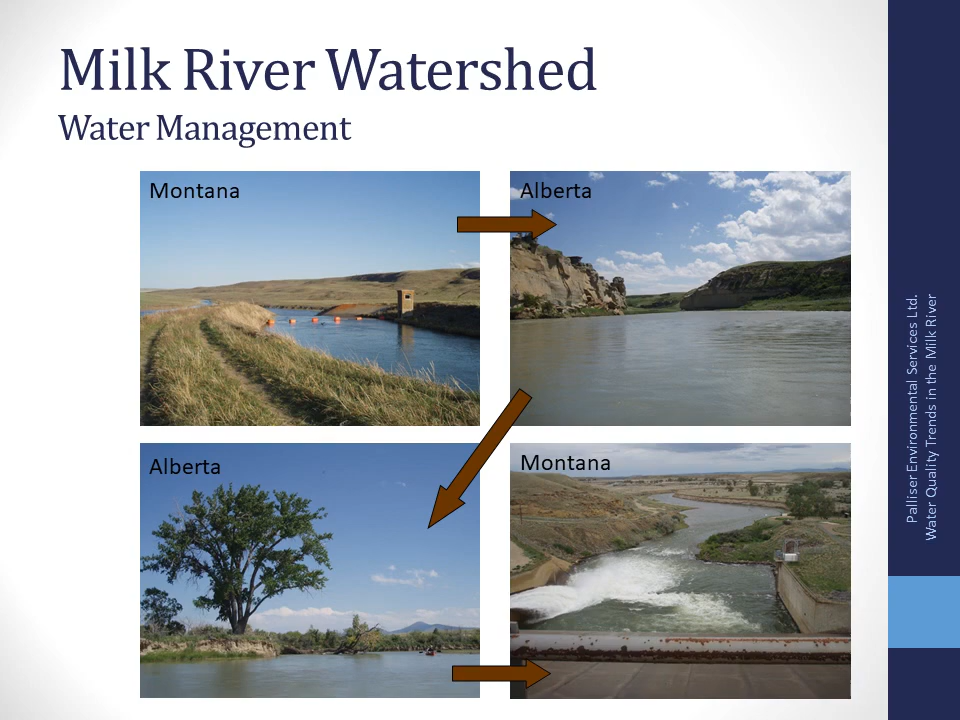 Milk River Watershed
Water Management
Montana
Alberta
Alberta
Montana
Palliser Environmental Services Ltd.
Water Quality Trends in the Milk River